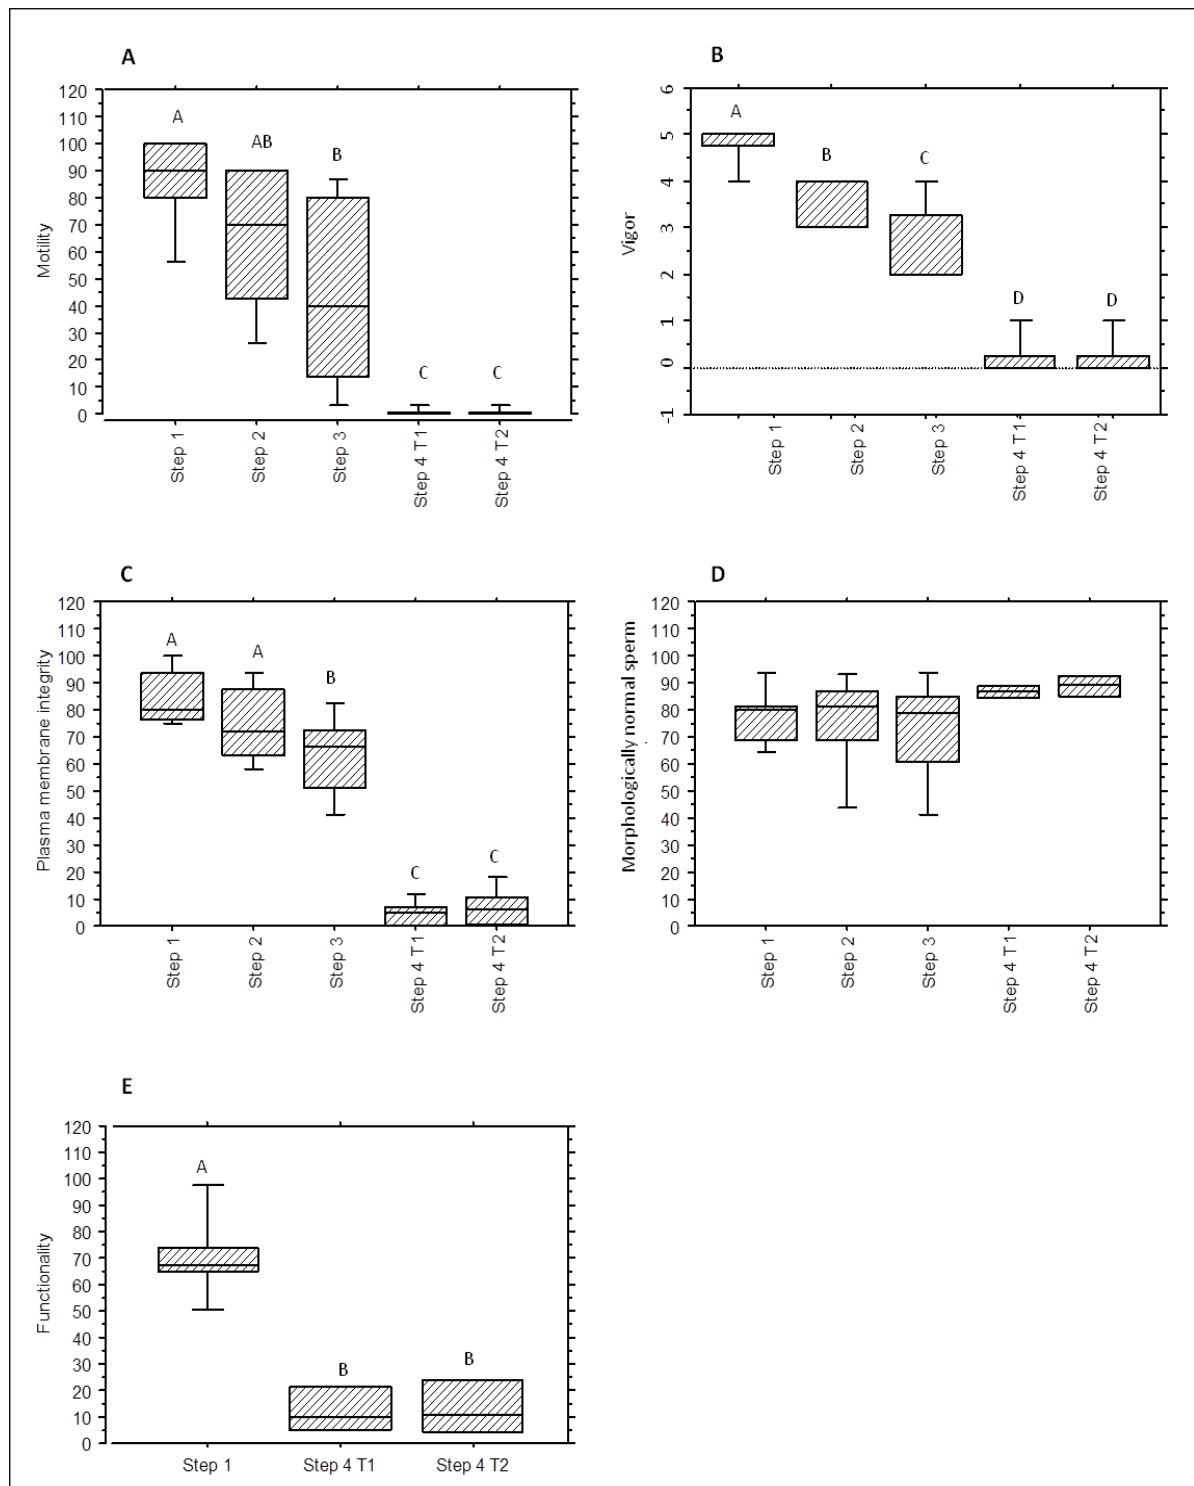 A
Motility
120
110
100
90
80
70
60
50
40
30
20
10
0
A
AB
B
C
C
Step 1
Step 2
Step 3
Step 4 T1
Step 4 T2
B
Vigor
6
5
4
3
2
1
0
-1
A
B
C
D
D
Step 1
Step 2
Step 3
Step 4 T1
Step 4 T2
C
Plasma membrane integrity
120
110
100
90
80
70
60
50
40
30
20
10
0
A
A
B
C
C
Step 1
Step 2
Step 3
Step 4 T1
Step 4 T2
D
Morphologically normal sperm
120
110
100
90
80
70
60
50
40
30
20
10
0
Step 1
Step 2
Step 3
Step 4 T1
Step 4 T2
E
Functionality
120
110
100
90
80
70
60
50
40
30
20
10
0
A
B
B
Step 1
Step 4 T1
Step 4 T2